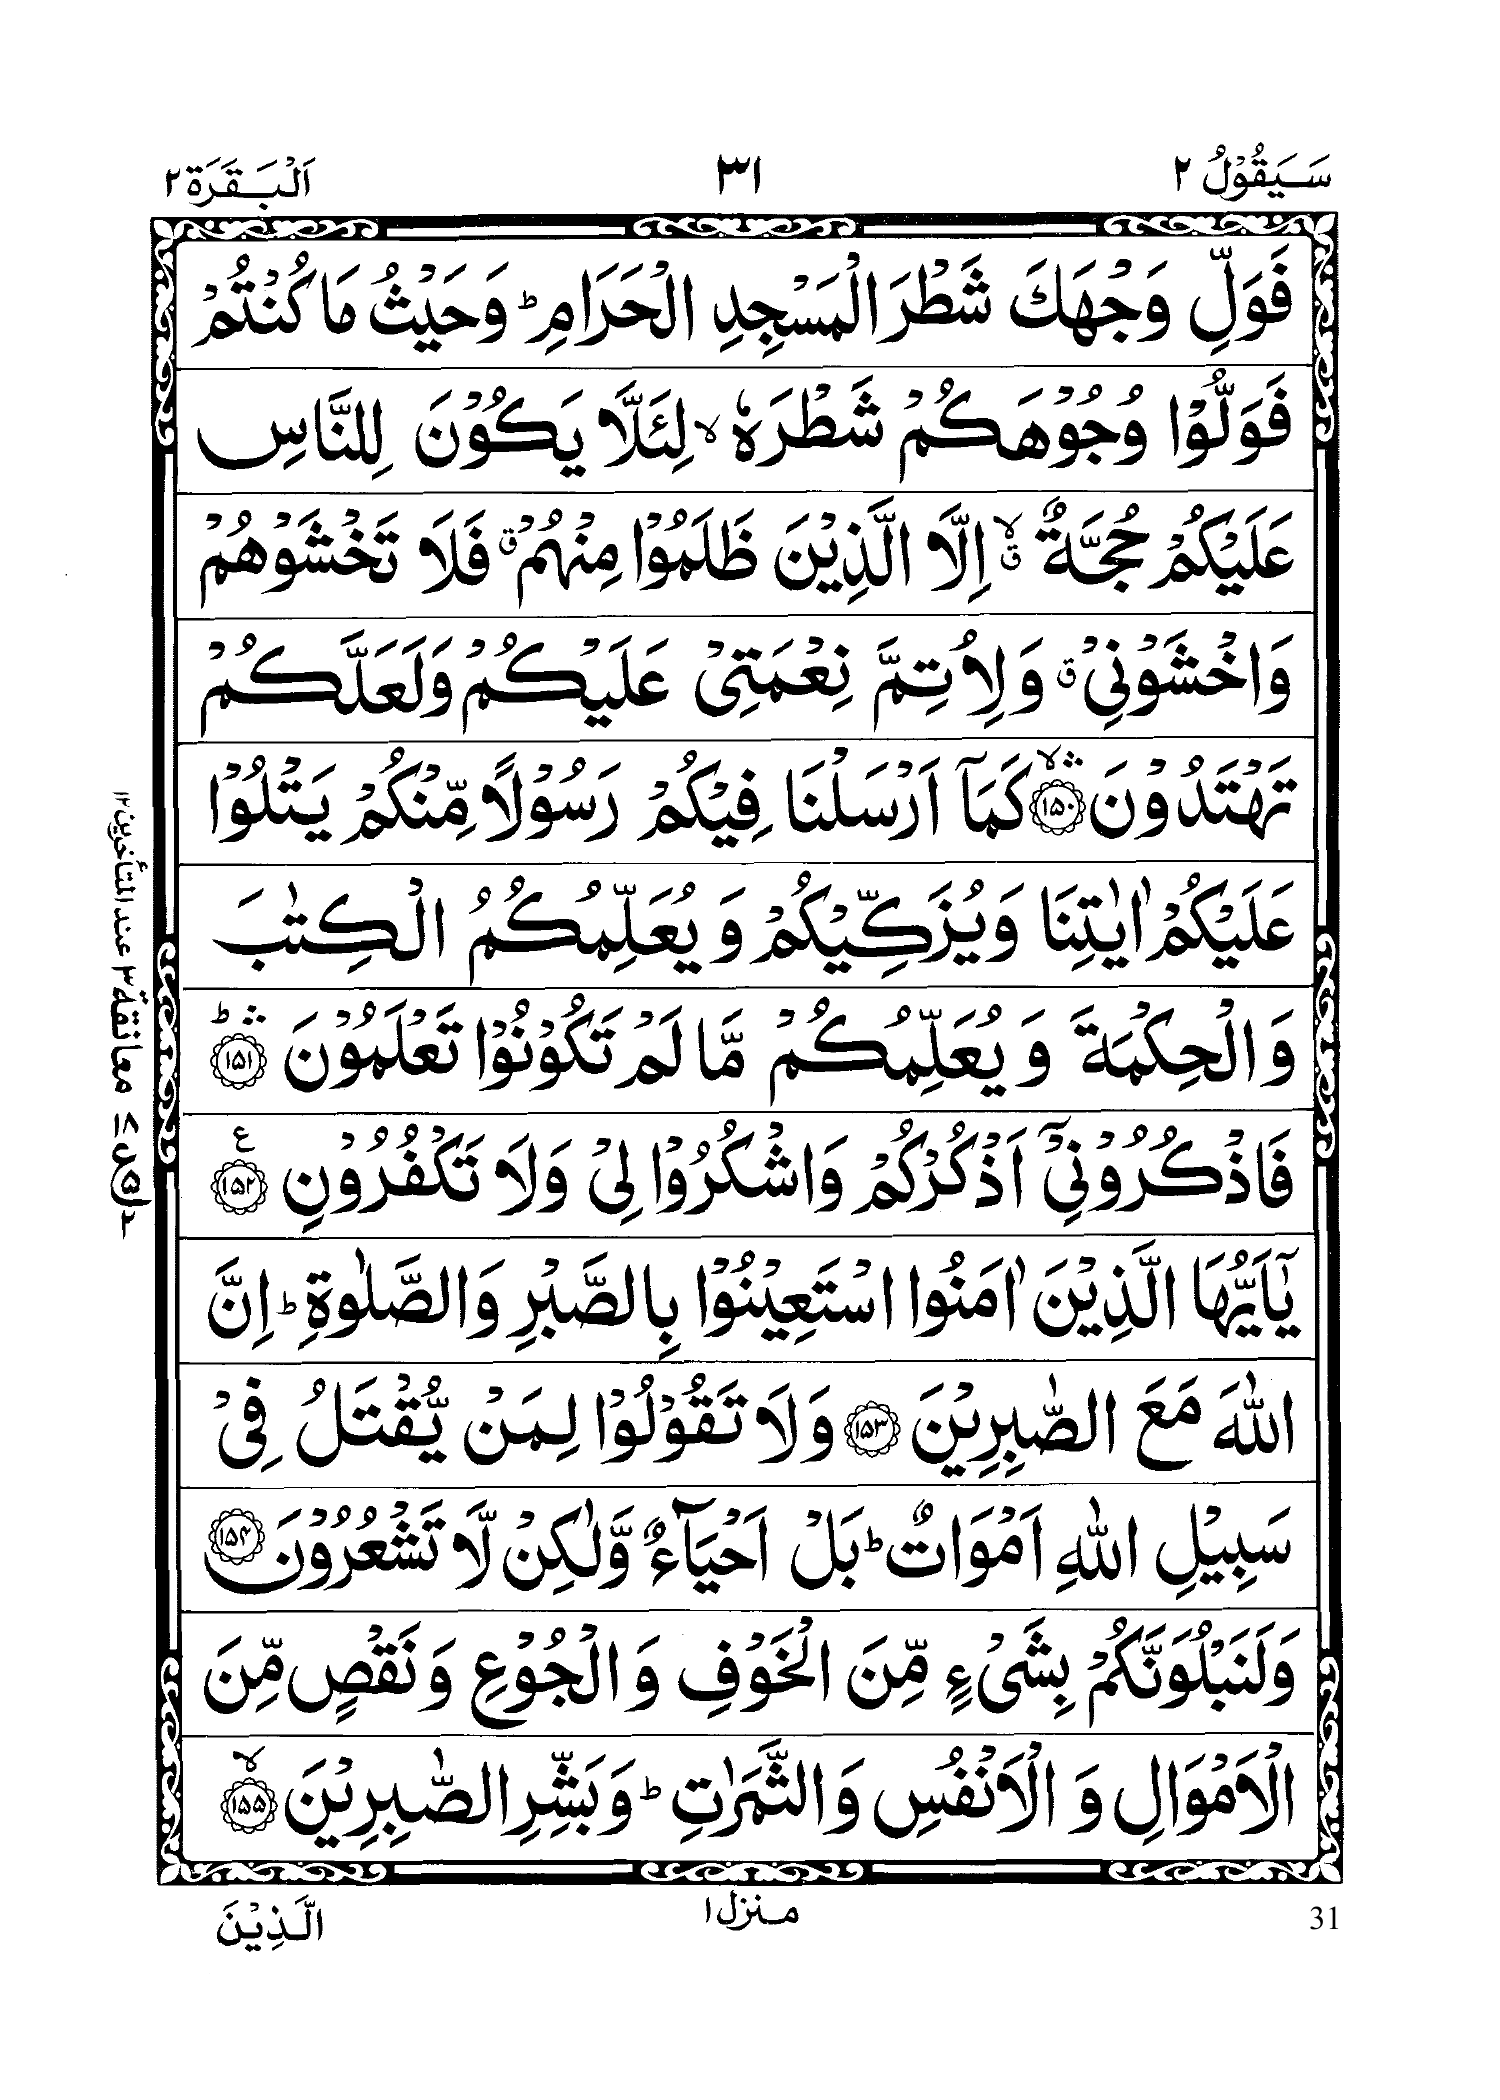 سَيَقُوْلُ ٢
٣١
اَلْبَقَرَة ٢
فَوَلِّ وَجْهَكَ شَطْرَ الْمَسْجِدِ الْحَرَامِ ؕ وَحَيْثُ مَا كُنْتُمْ
فَوَلُّوْا وُجُوْهَكُمْ شَطْرَهٗ ۙ لِئَلَّا يَكُوْنَ لِلنَّاسِ
عَلَيْكُمْ حُجَّةٌ ۙۗ اِلَّا الَّذِيْنَ ظَلَمُوْا مِنْهُمْ ۗ فَلَا تَخْشَوْهُمْ
وَاخْشَوْنِيْ ۗ وَلِاُتِمَّ نِعْمَتِيْ عَلَيْكُمْ وَلَعَلَّكُمْ
تَهْتَدُوْنَ ۛۙ ﴿١٥٠﴾ كَمَاۤ اَرْسَلْنَا فِيْكُمْ رَسُوْلًا مِّنْكُمْ يَتْلُوْا
عَلَيْكُمْ اٰيٰتِنَا وَيُزَكِّيْكُمْ وَيُعَلِّمُكُمُ الْكِتٰبَ
وَالْحِكْمَةَ وَيُعَلِّمُكُمْ مَّا لَمْ تَكُوْنُوْا تَعْلَمُوْنَ ۛؕ ﴿١٥١﴾
فَاذْكُرُوْنِيْۤ اَذْكُرْكُمْ وَاشْكُرُوْا لِيْ وَلَا تَكْفُرُوْنِ ﴿١٥٢﴾ ع
يٰۤاَيُّهَا الَّذِيْنَ اٰمَنُوا اسْتَعِيْنُوْا بِالصَّبْرِ وَالصَّلٰوةِ ؕ اِنَّ
اللّٰهَ مَعَ الصّٰبِرِيْنَ ﴿١٥٣﴾ وَلَا تَقُوْلُوْا لِمَنْ يُّقْتَلُ فِيْ
سَبِيْلِ اللّٰهِ اَمْوَاتٌ ؕ بَلْ اَحْيَآءٌ وَّلٰكِنْ لَّا تَشْعُرُوْنَ ﴿١٥٤﴾
وَلَنَبْلُوَنَّكُمْ بِشَيْءٍ مِّنَ الْخَوْفِ وَالْجُوْعِ وَنَقْصٍ مِّنَ
الْاَمْوَالِ وَالْاَنْفُسِ وَالثَّمَرٰتِ ؕ وَبَشِّرِ الصّٰبِرِيْنَ ۙ ﴿١٥٥﴾
معانقة ٣ عند المتأخرين ١٢
الَّذِيْنَ
منزل ١
31